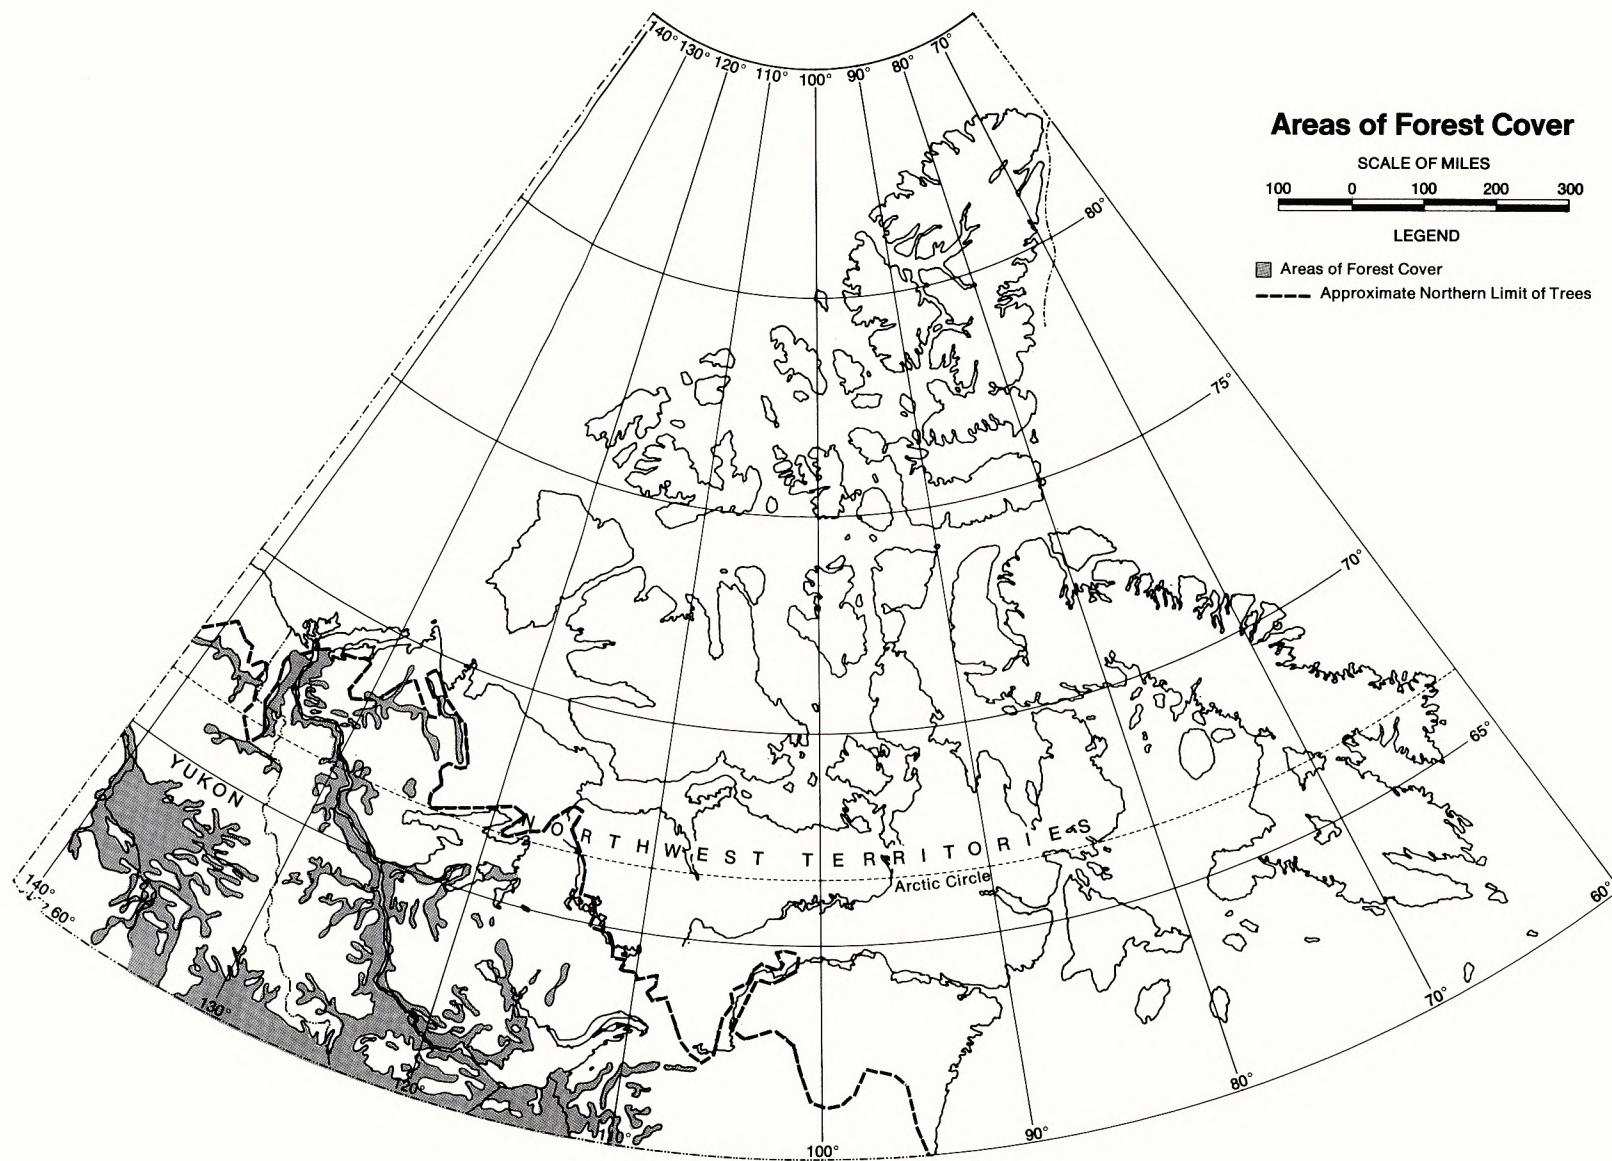 140° 130° 120° 110° 100° 90° 80° 70°
Areas of Forest Cover
SCALE OF MILES
100 0 100 200 300
LEGEND
Areas of Forest Cover
Approximate Northern Limit of Trees
80°
75°
70°
65°
60°
YUKON
NORTHWEST TERRITORIES
Arctic Circle
140°
60°
130°
120°
110°
100°
90°
80°
70°